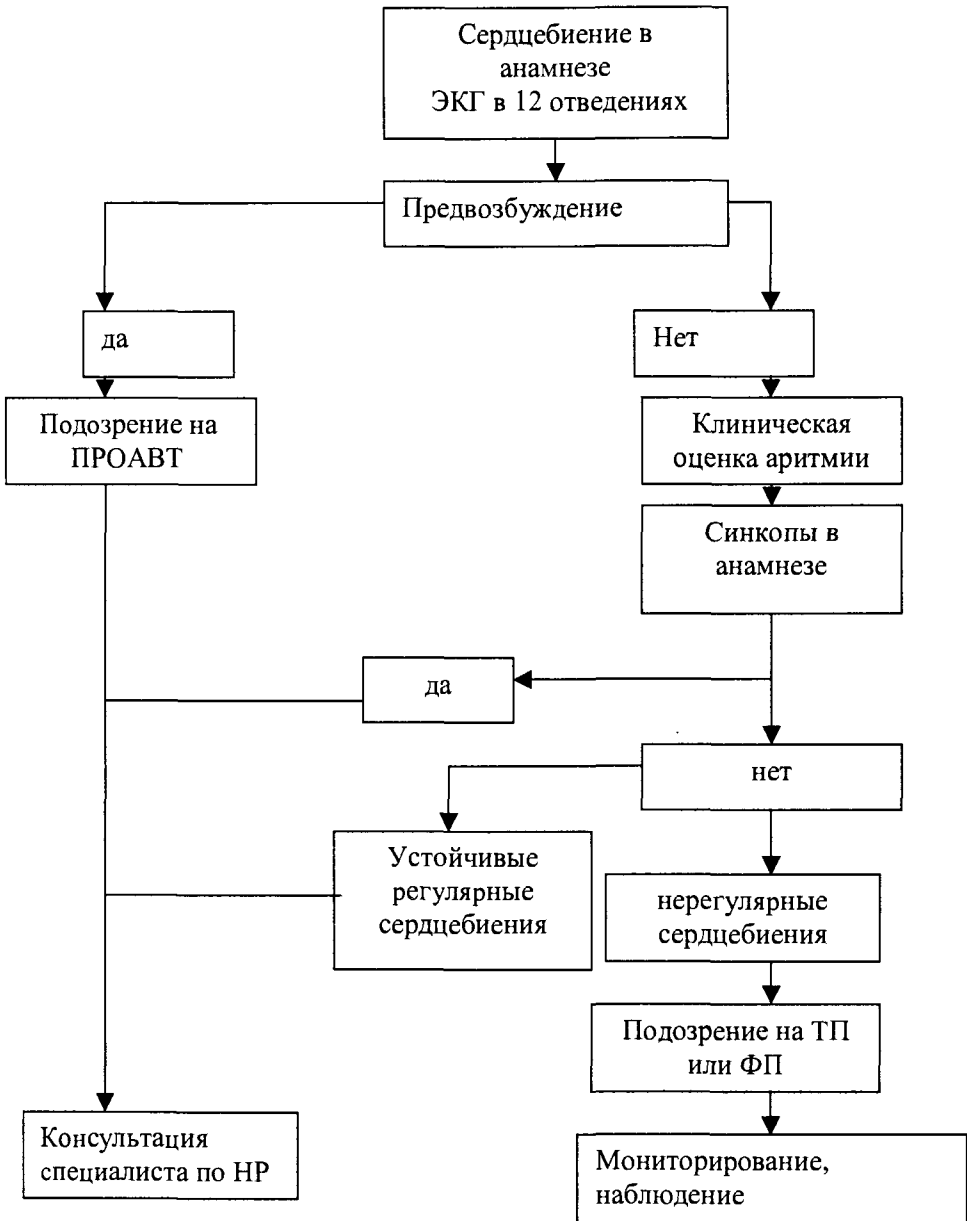 Сердцебиение в
анамнезе
ЭКГ в 12 отведениях
Предвозбуждение
да
Нет
Подозрение на
ПРОАВТ
Клиническая
оценка аритмии
Синкопы в
анамнезе
да
нет
Устойчивые
регулярные
сердцебиения
нерегулярные
сердцебиения
Подозрение на ТП
или ФП
Консультация
специалиста по НР
Мониторирование,
наблюдение